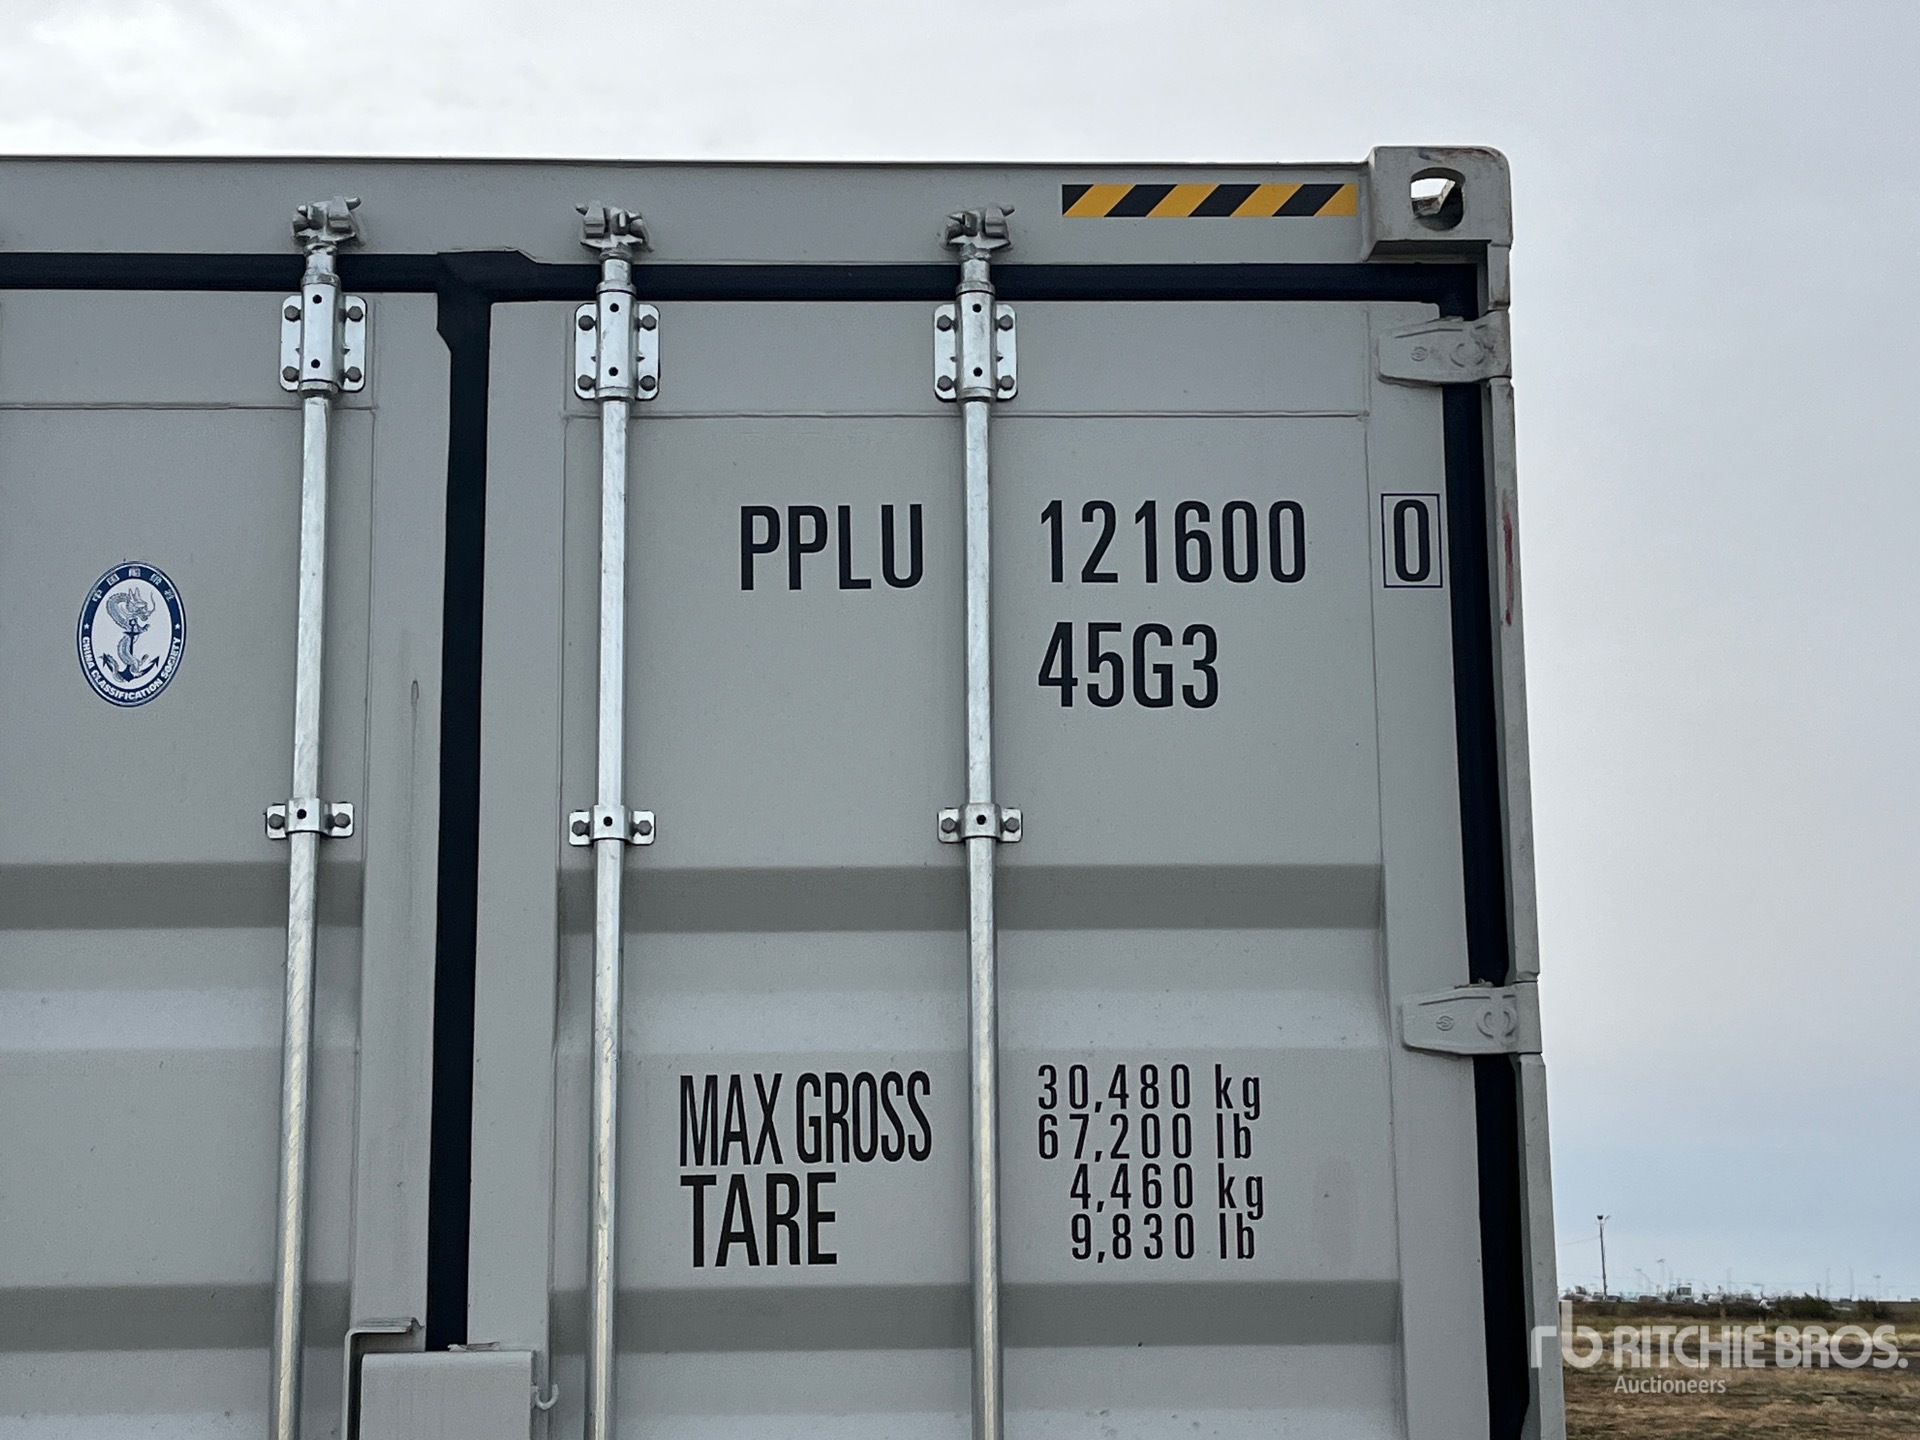 PPLU 121600 0
45G3
CHINA CLASSIFICATION SOCIETY
MAX GROSS 30,480 kg
67,200 lb
TARE 4,460 kg
9,830 lb
rb RITCHIE BROS.
Auctioneers